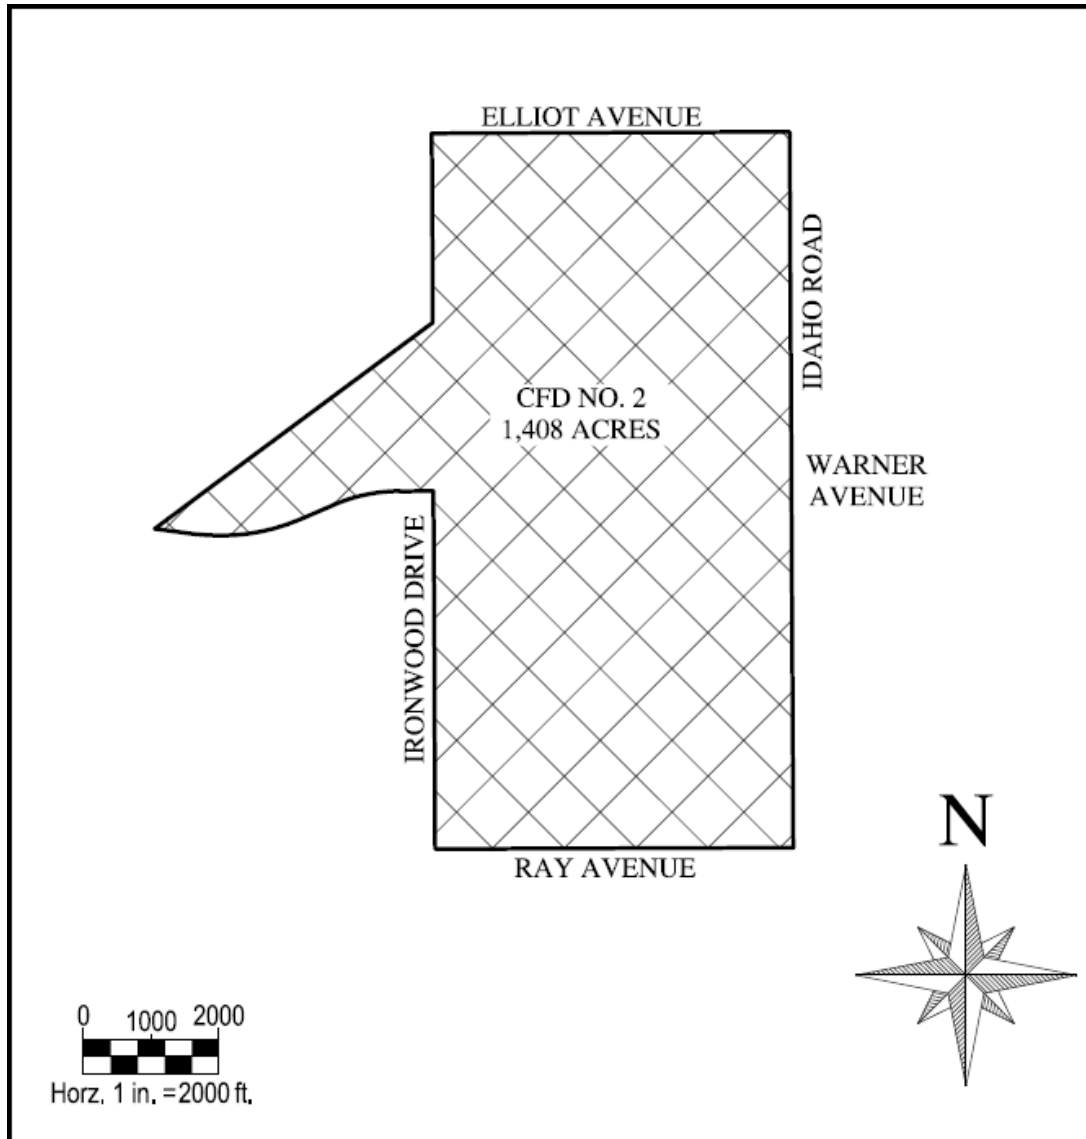 ELLIOT AVENUE
IDAHO ROAD
CFD NO. 2
1,408 ACRES
WARNER
AVENUE
IRONWOOD DRIVE
RAY AVENUE
N
0 1000 2000
Horz. 1 in. =2000 ft.